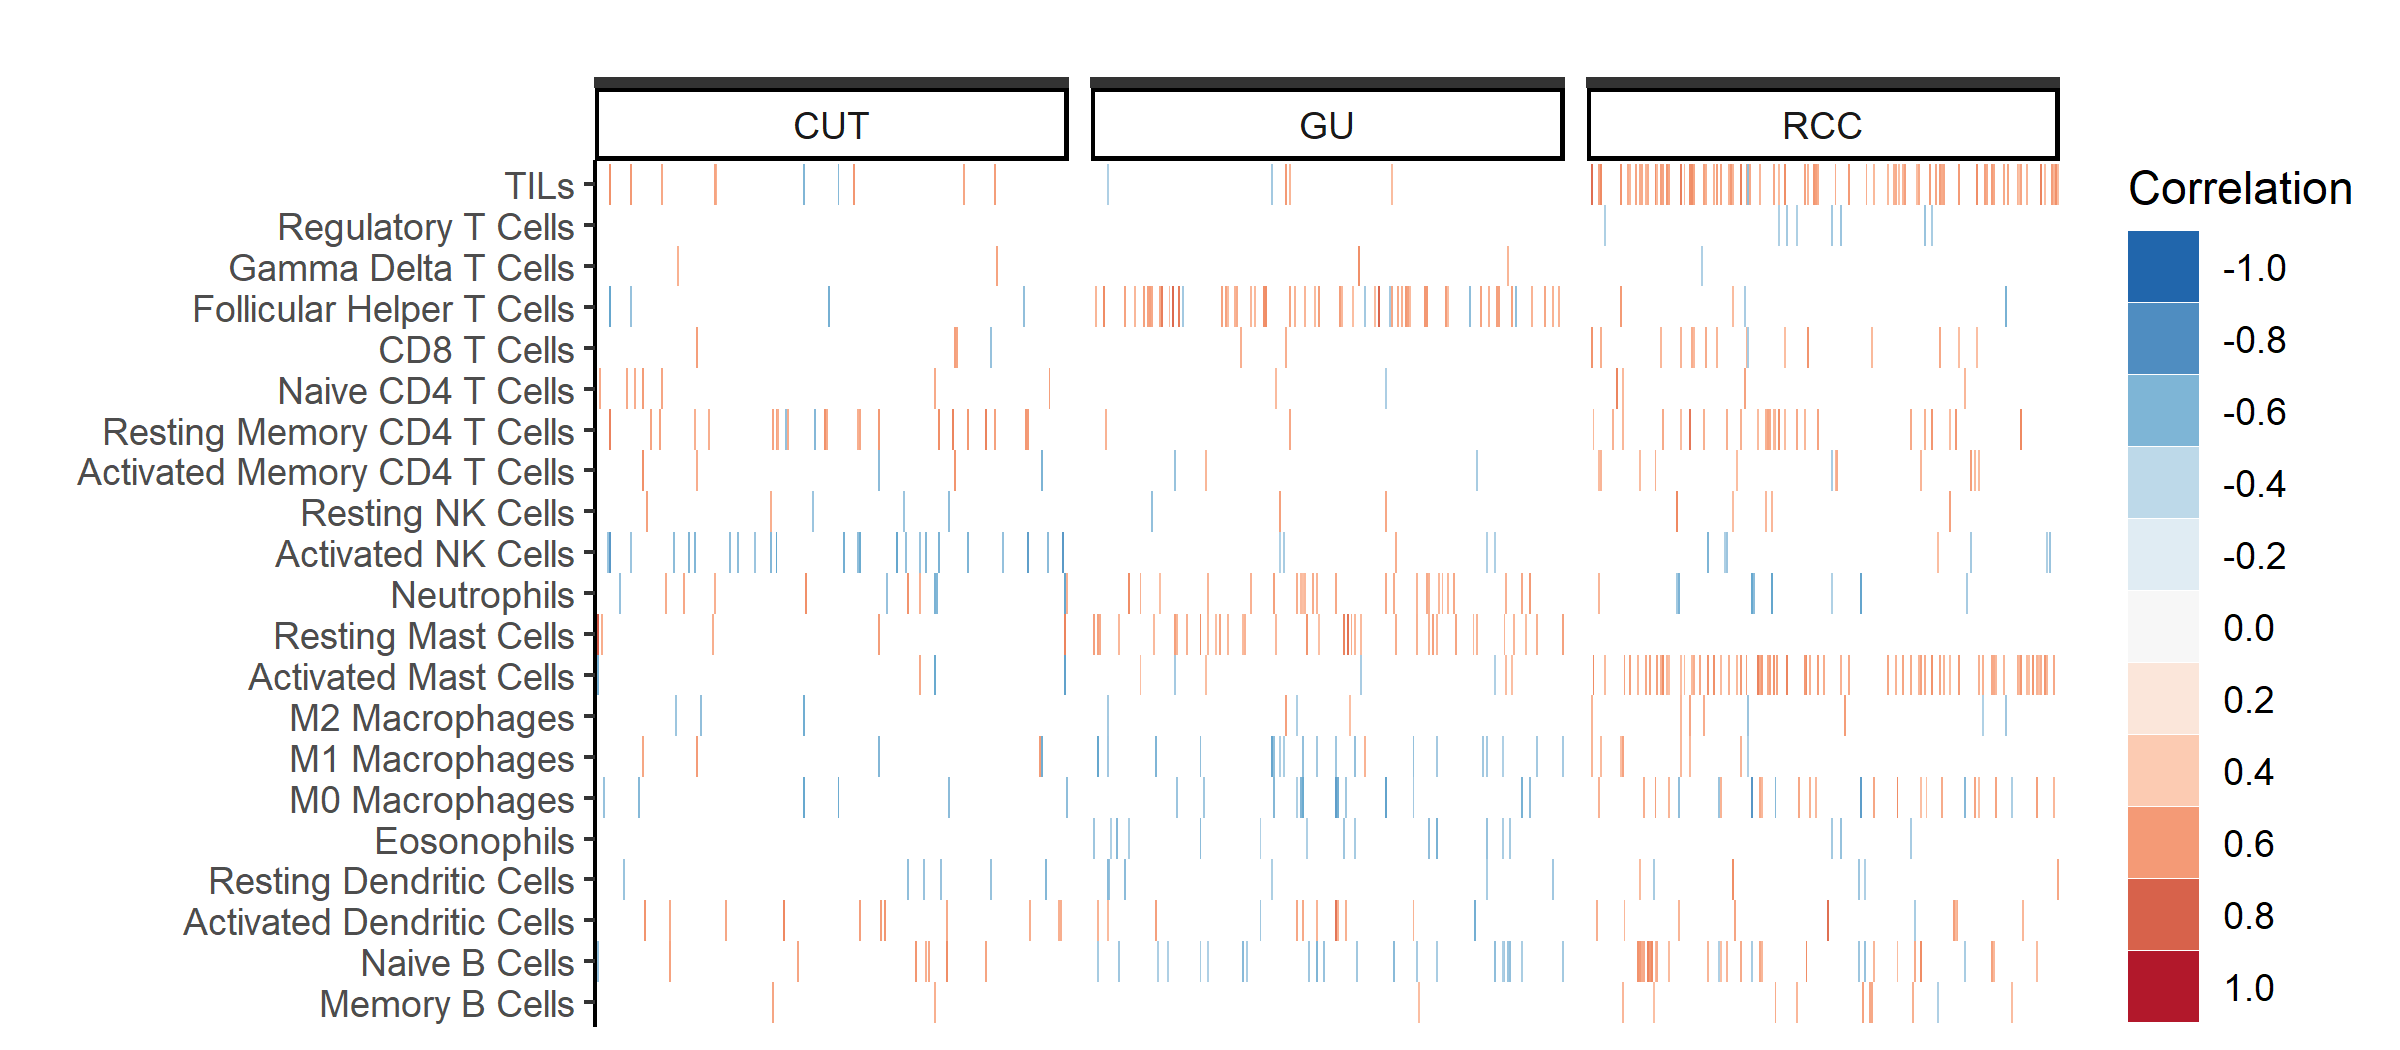 CUT
GU
RCC
TILs
Regulatory T Cells
Gamma Delta T Cells
Follicular Helper T Cells
CD8 T Cells
Naive CD4 T Cells
Resting Memory CD4 T Cells
Activated Memory CD4 T Cells
Resting NK Cells
Activated NK Cells
Neutrophils
Resting Mast Cells
Activated Mast Cells
M2 Macrophages
M1 Macrophages
M0 Macrophages
Eosonophils
Resting Dendritic Cells
Activated Dendritic Cells
Naive B Cells
Memory B Cells
Correlation
-1.0
-0.8
-0.6
-0.4
-0.2
0.0
0.2
0.4
0.6
0.8
1.0